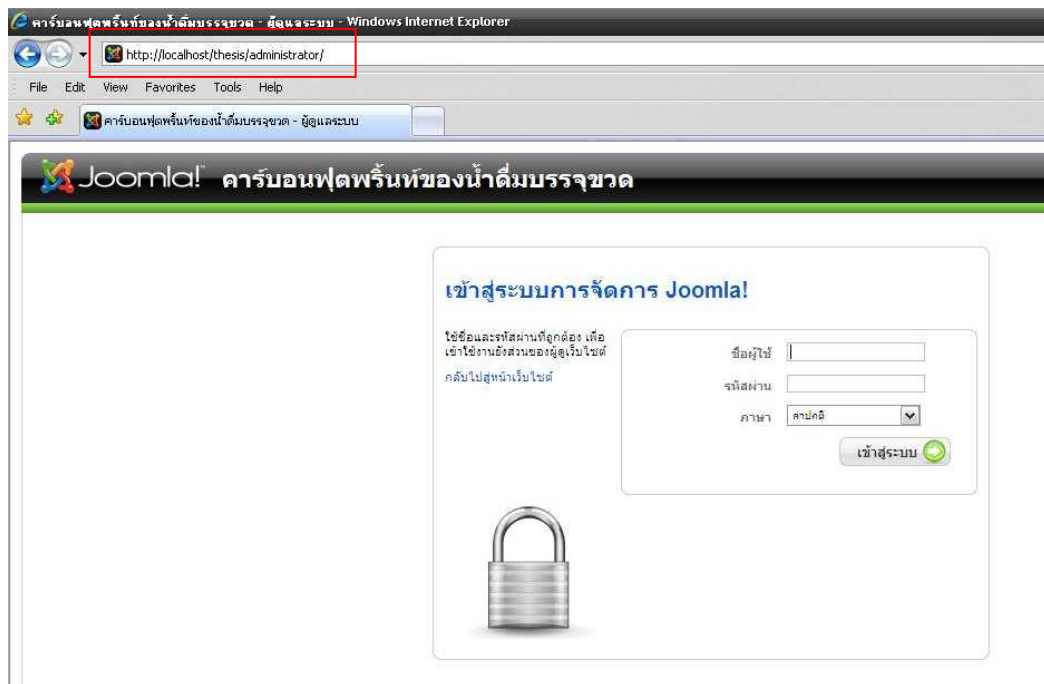 คาร์บอนฟุตพริ้นท์ของน้ำดื่มบรรจุขวด - ผู้ดูแลระบบ - Windows Internet Explorer
http://localhost/thesis/administrator/
File Edit View Favorites Tools Help
คาร์บอนฟุตพริ้นท์ของน้ำดื่มบรรจุขวด - ผู้ดูแลระบบ
Joomla!™ คาร์บอนฟุตพริ้นท์ของน้ำดื่มบรรจุขวด
เข้าสู่ระบบการจัดการ Joomla!
ใช้ชื่อและรหัสผ่านที่ถูกต้อง เพื่อ
เข้าใช้งานยังส่วนของผู้ดูเว็บไซต์
กลับไปสู่หน้าเว็บไซต์
ชื่อผู้ใช้
รหัสผ่าน
ภาษา ค่าปกติ
เข้าสู่ระบบ